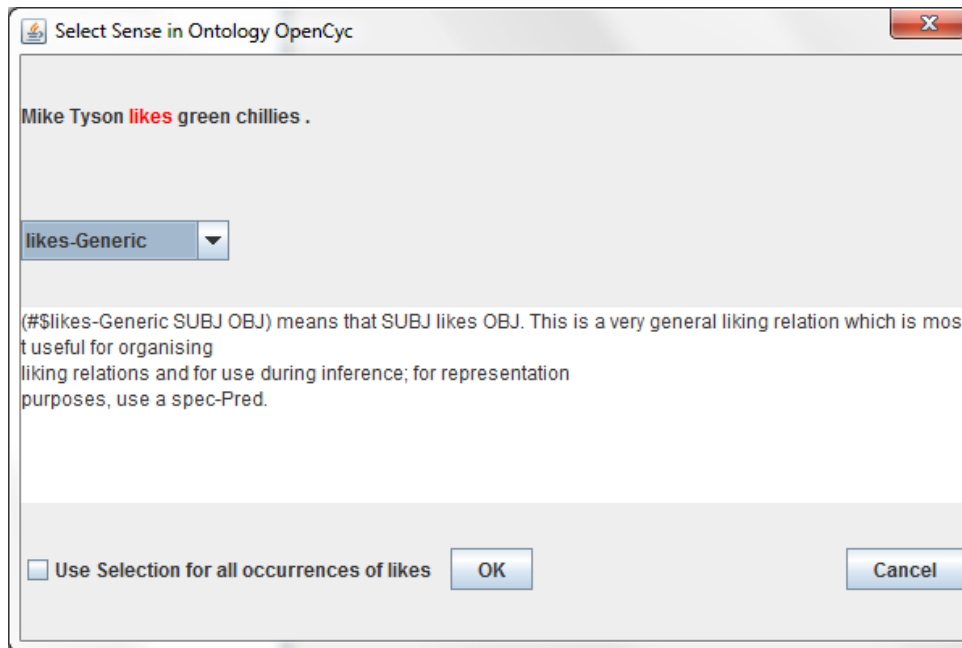 Select Sense in Ontology OpenCyc
Mike Tyson likes green chillies .
likes-Generic
(#$likes-Generic SUBJ OBJ) means that SUBJ likes OBJ. This is a very general liking relation which is mos
t useful for organising
liking relations and for use during inference; for representation
purposes, use a spec-Pred.
Use Selection for all occurrences of likes
OK
Cancel